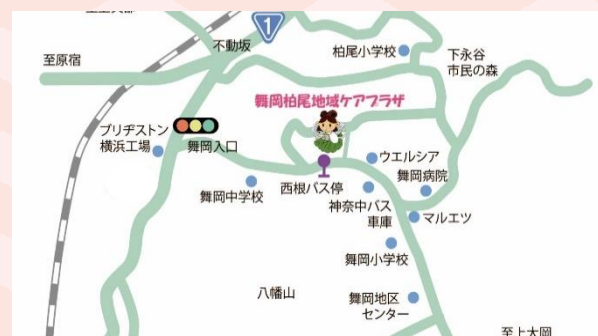 1
不動坂
柏尾小学校
下永谷
市民の森
至原宿
舞岡柏尾地域ケアプラザ
ブリヂストン
横浜工場
舞岡入口
ウエルシア
舞岡病院
舞岡中学校
西根バス停
神奈中バス
車庫
マルエツ
舞岡小学校
八幡山
舞岡地区
センター
至上大岡